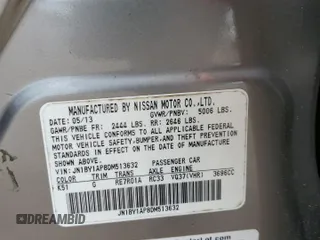 MANUFACTURED BY NISSAN MOTOR CO.,LTD.
DATE: 05/13 GVWR/PNBV: 5006 LBS.
GAWR/PNBE FR: 2444 LBS. RR: 2646 LBS.
THIS VEHICLE CONFORMS TO ALL APPLICABLE FEDERAL
MOTOR VEHICLE SAFETY, BUMPER, AND THEFT PREVENTION
STANDARDS IN EFFECT ON THE DATE OF MANUFACTURE
SHOWN ABOVE.
VIN:JN1BY1AP8DM513632 PASSENGER CAR
COLOR TRIM TRANS AXLE ENGINE
K51 G RE7R01A RC33 VQ37(VHR) 3696CC
JN1BY1AP8DM513632
AutoAuctionHistory